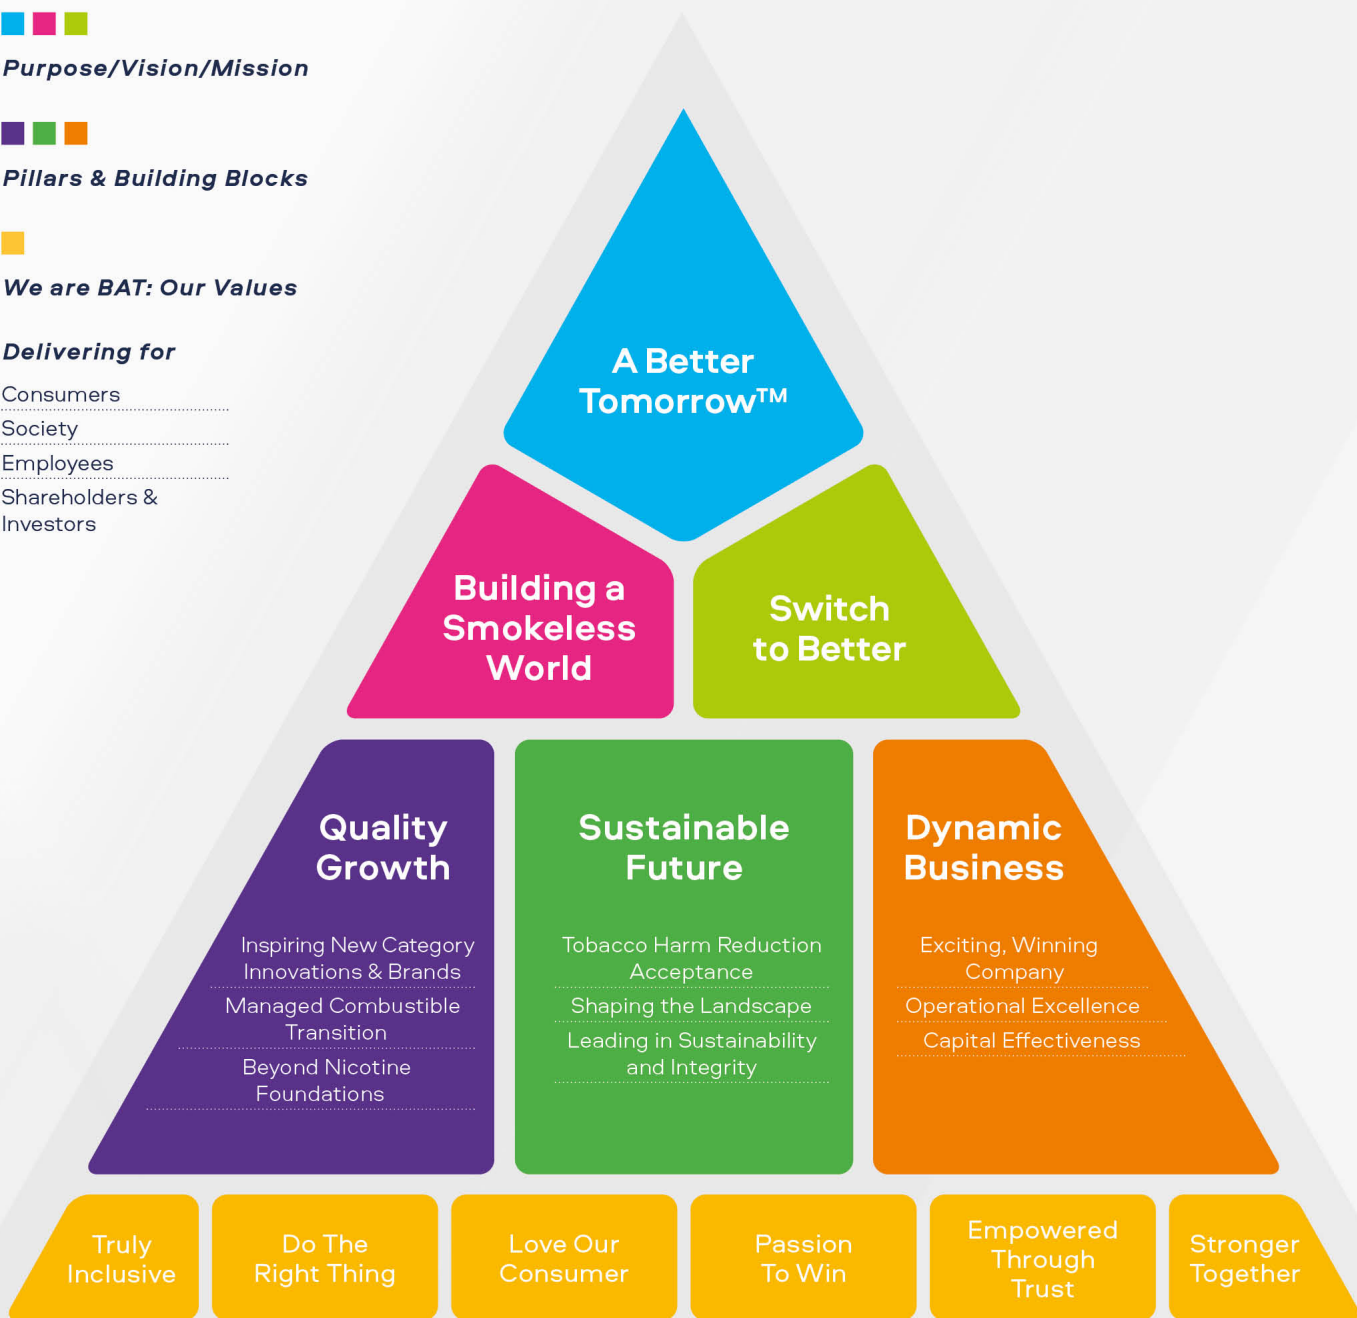 Purpose/Vision/Mission
Pillars & Building Blocks
We are BAT: Our Values
Delivering for
Consumers
Society
Employees
Shareholders &
Investors
A Better
Tomorrow™
Building a
Smokeless
World
Switch
to Better
Quality
Growth
Inspiring New Category
Innovations & Brands
Managed Combustible
Transition
Beyond Nicotine
Foundations
Sustainable
Future
Tobacco Harm Reduction
Acceptance
Shaping the Landscape
Leading in Sustainability
and Integrity
Dynamic
Business
Exciting, Winning
Company
Operational Excellence
Capital Effectiveness
Truly
Inclusive
Do The
Right Thing
Love Our
Consumer
Passion
To Win
Empowered
Through
Trust
Stronger
Together